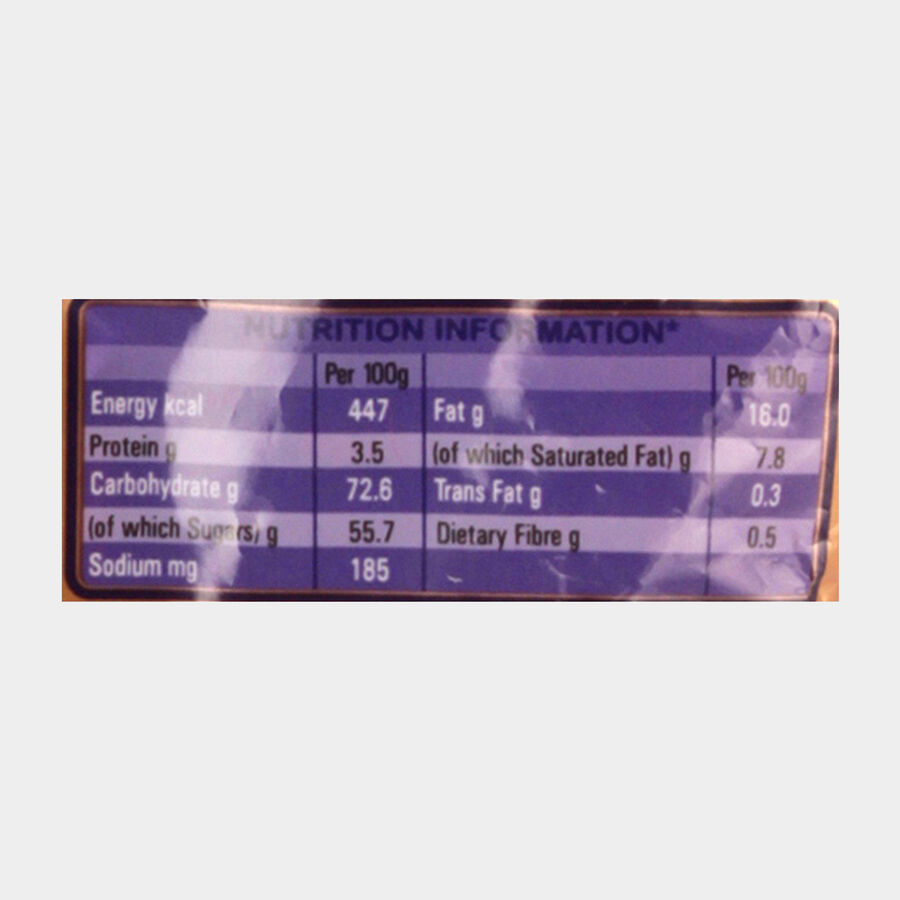 NUTRITION INFORMATION*
Per 100g Per 100g
Energy kcal 447 Fat g 16.0
Protein g 3.5 (of which Saturated Fat) g 7.8
Carbohydrate g 72.6 Trans Fat g 0.3
(of which Sugars) g 55.7 Dietary Fibre g 0.5
Sodium mg 185